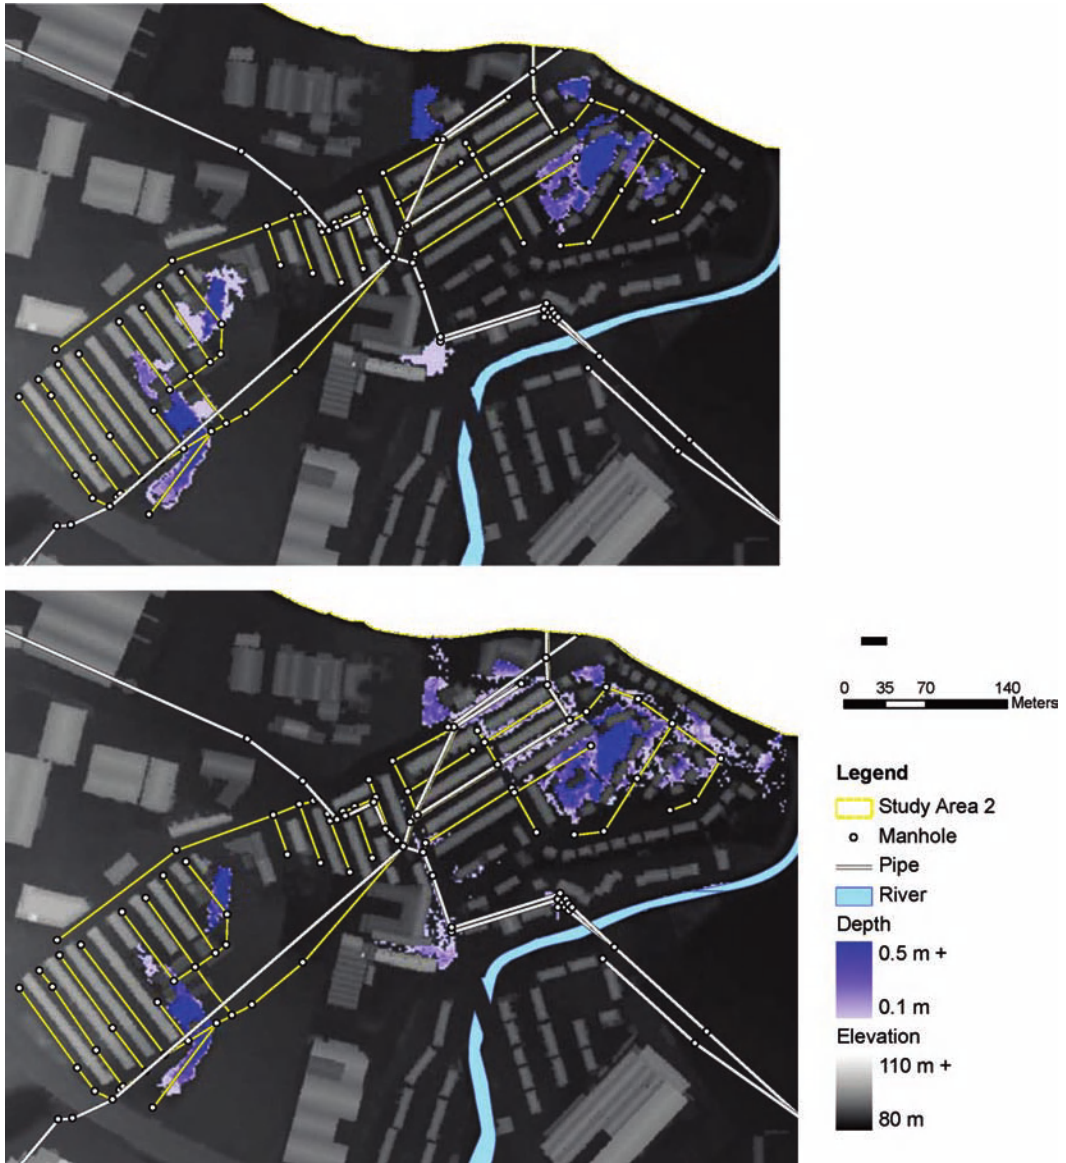 0 35 70 140
Meters
Legend
Study Area 2
Manhole
Pipe
River
Depth
0.5 m +
0.1 m
Elevation
110 m +
80 m